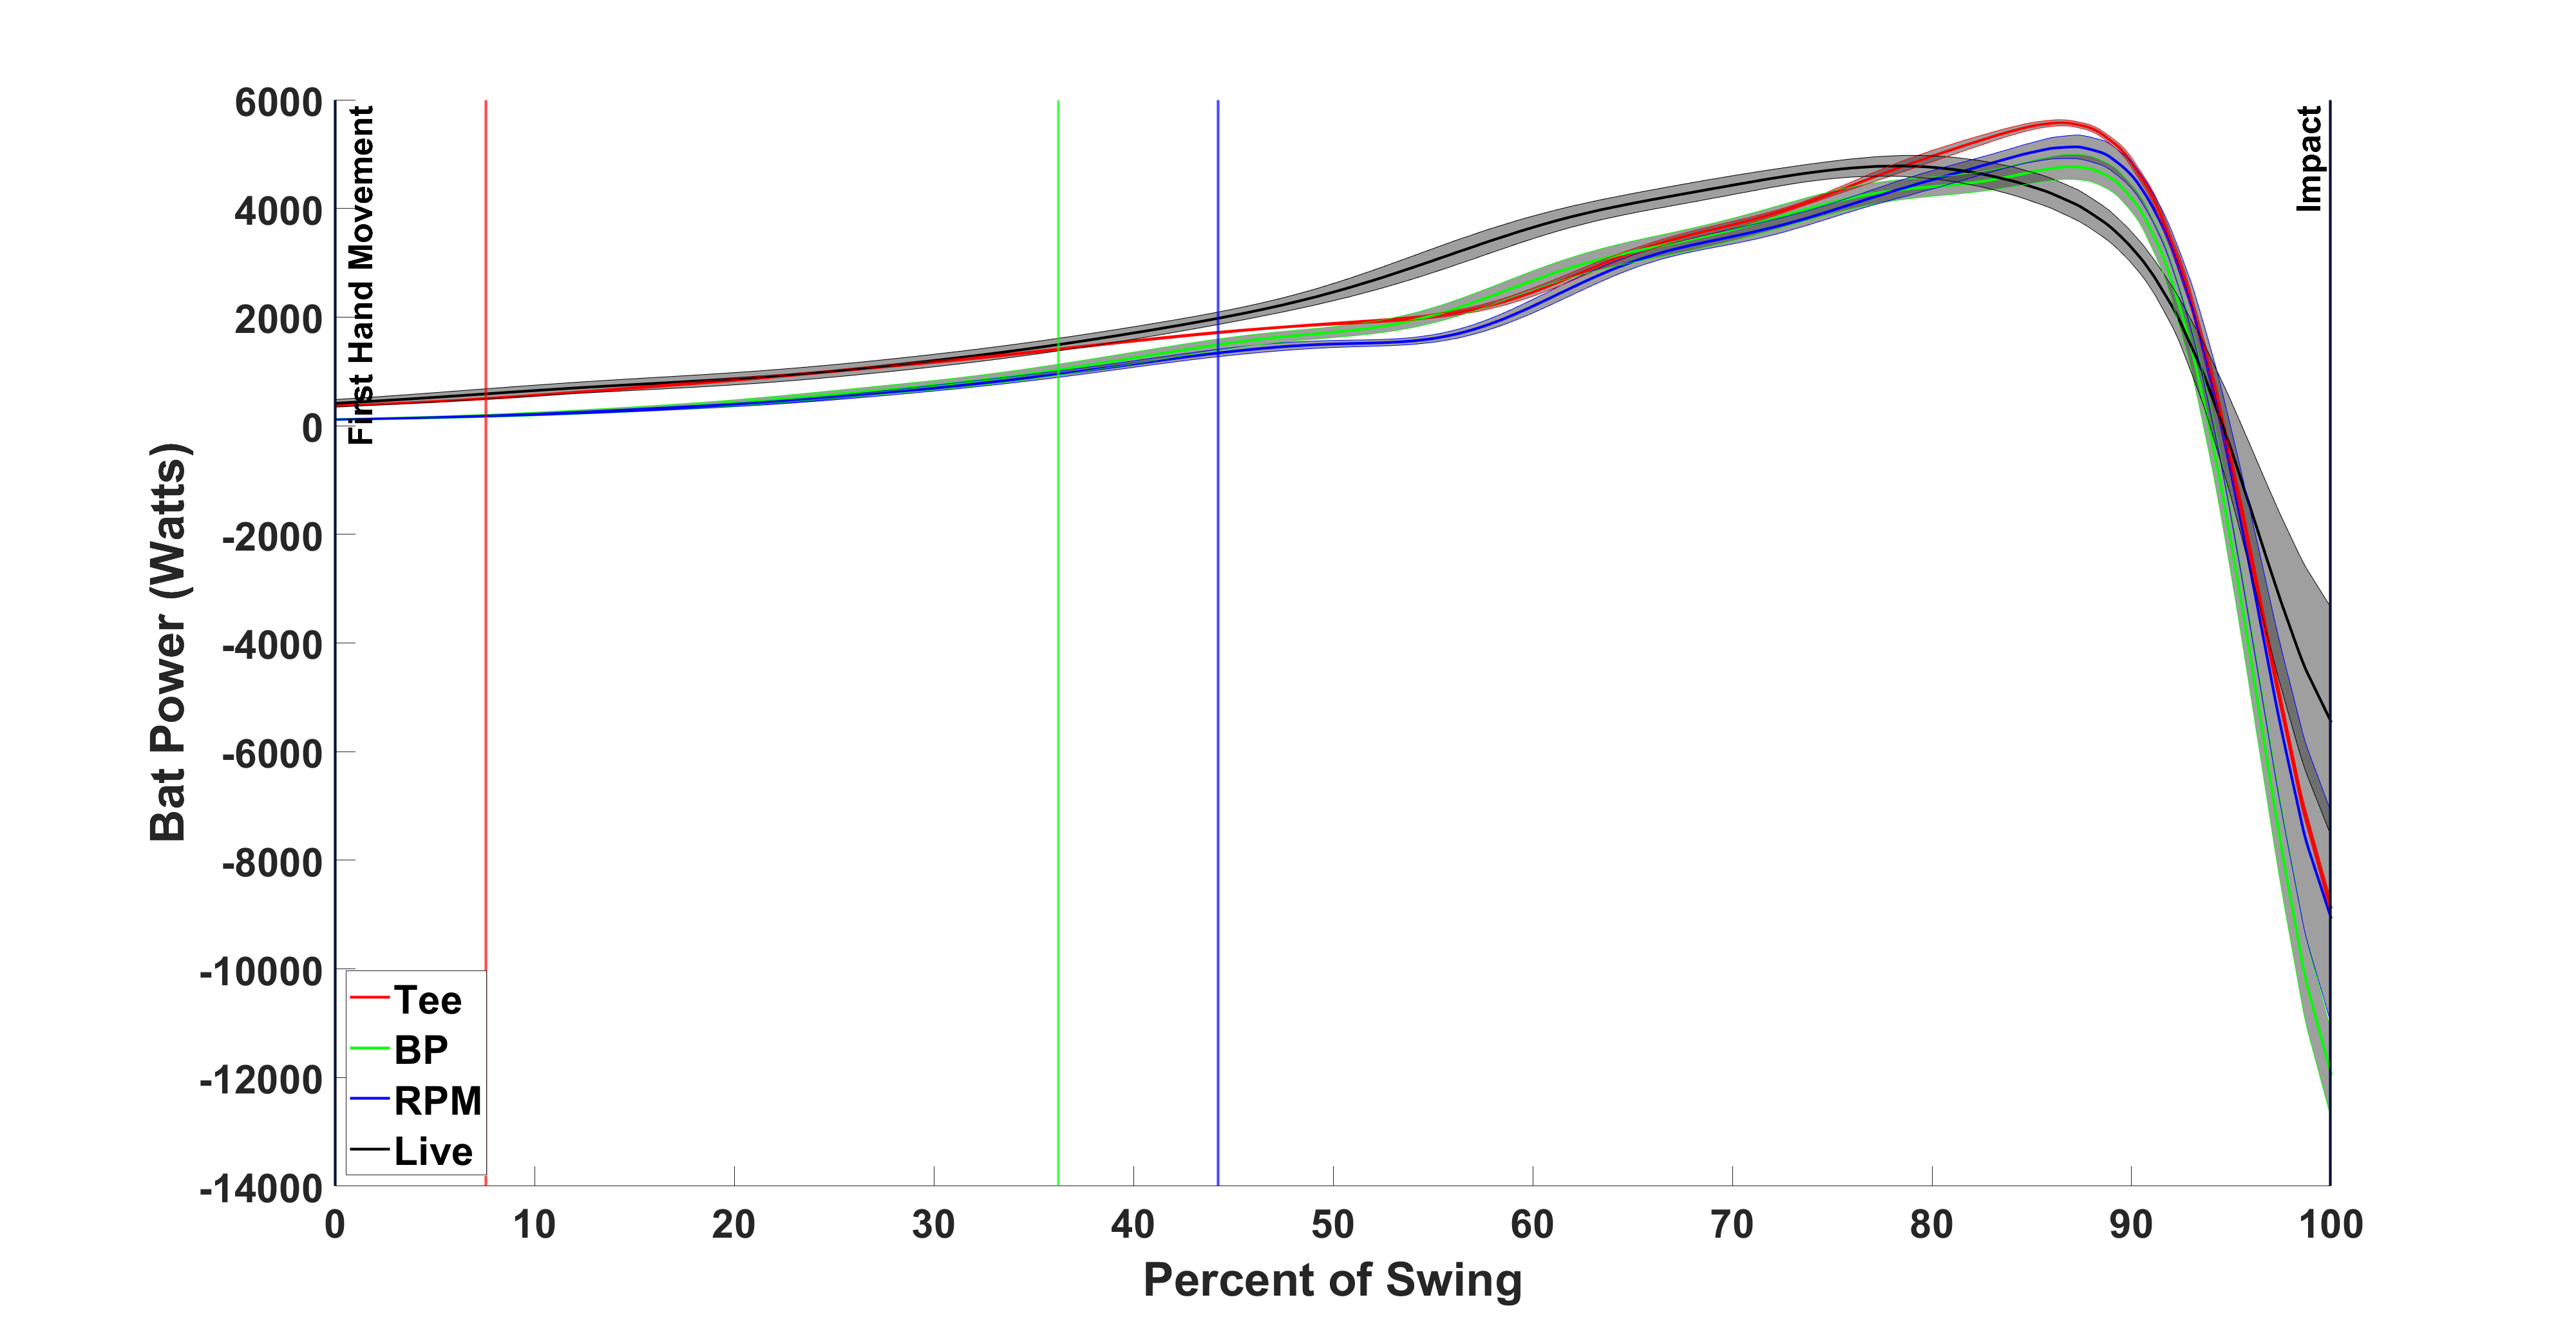 6000
4000
2000
0
-2000
-4000
-6000
-8000
-10000
-12000
-14000
Bat Power (Watts)
First Hand Movement
Impact
Tee
BP
RPM
Live
0 10 20 30 40 50 60 70 80 90 100
Percent of Swing